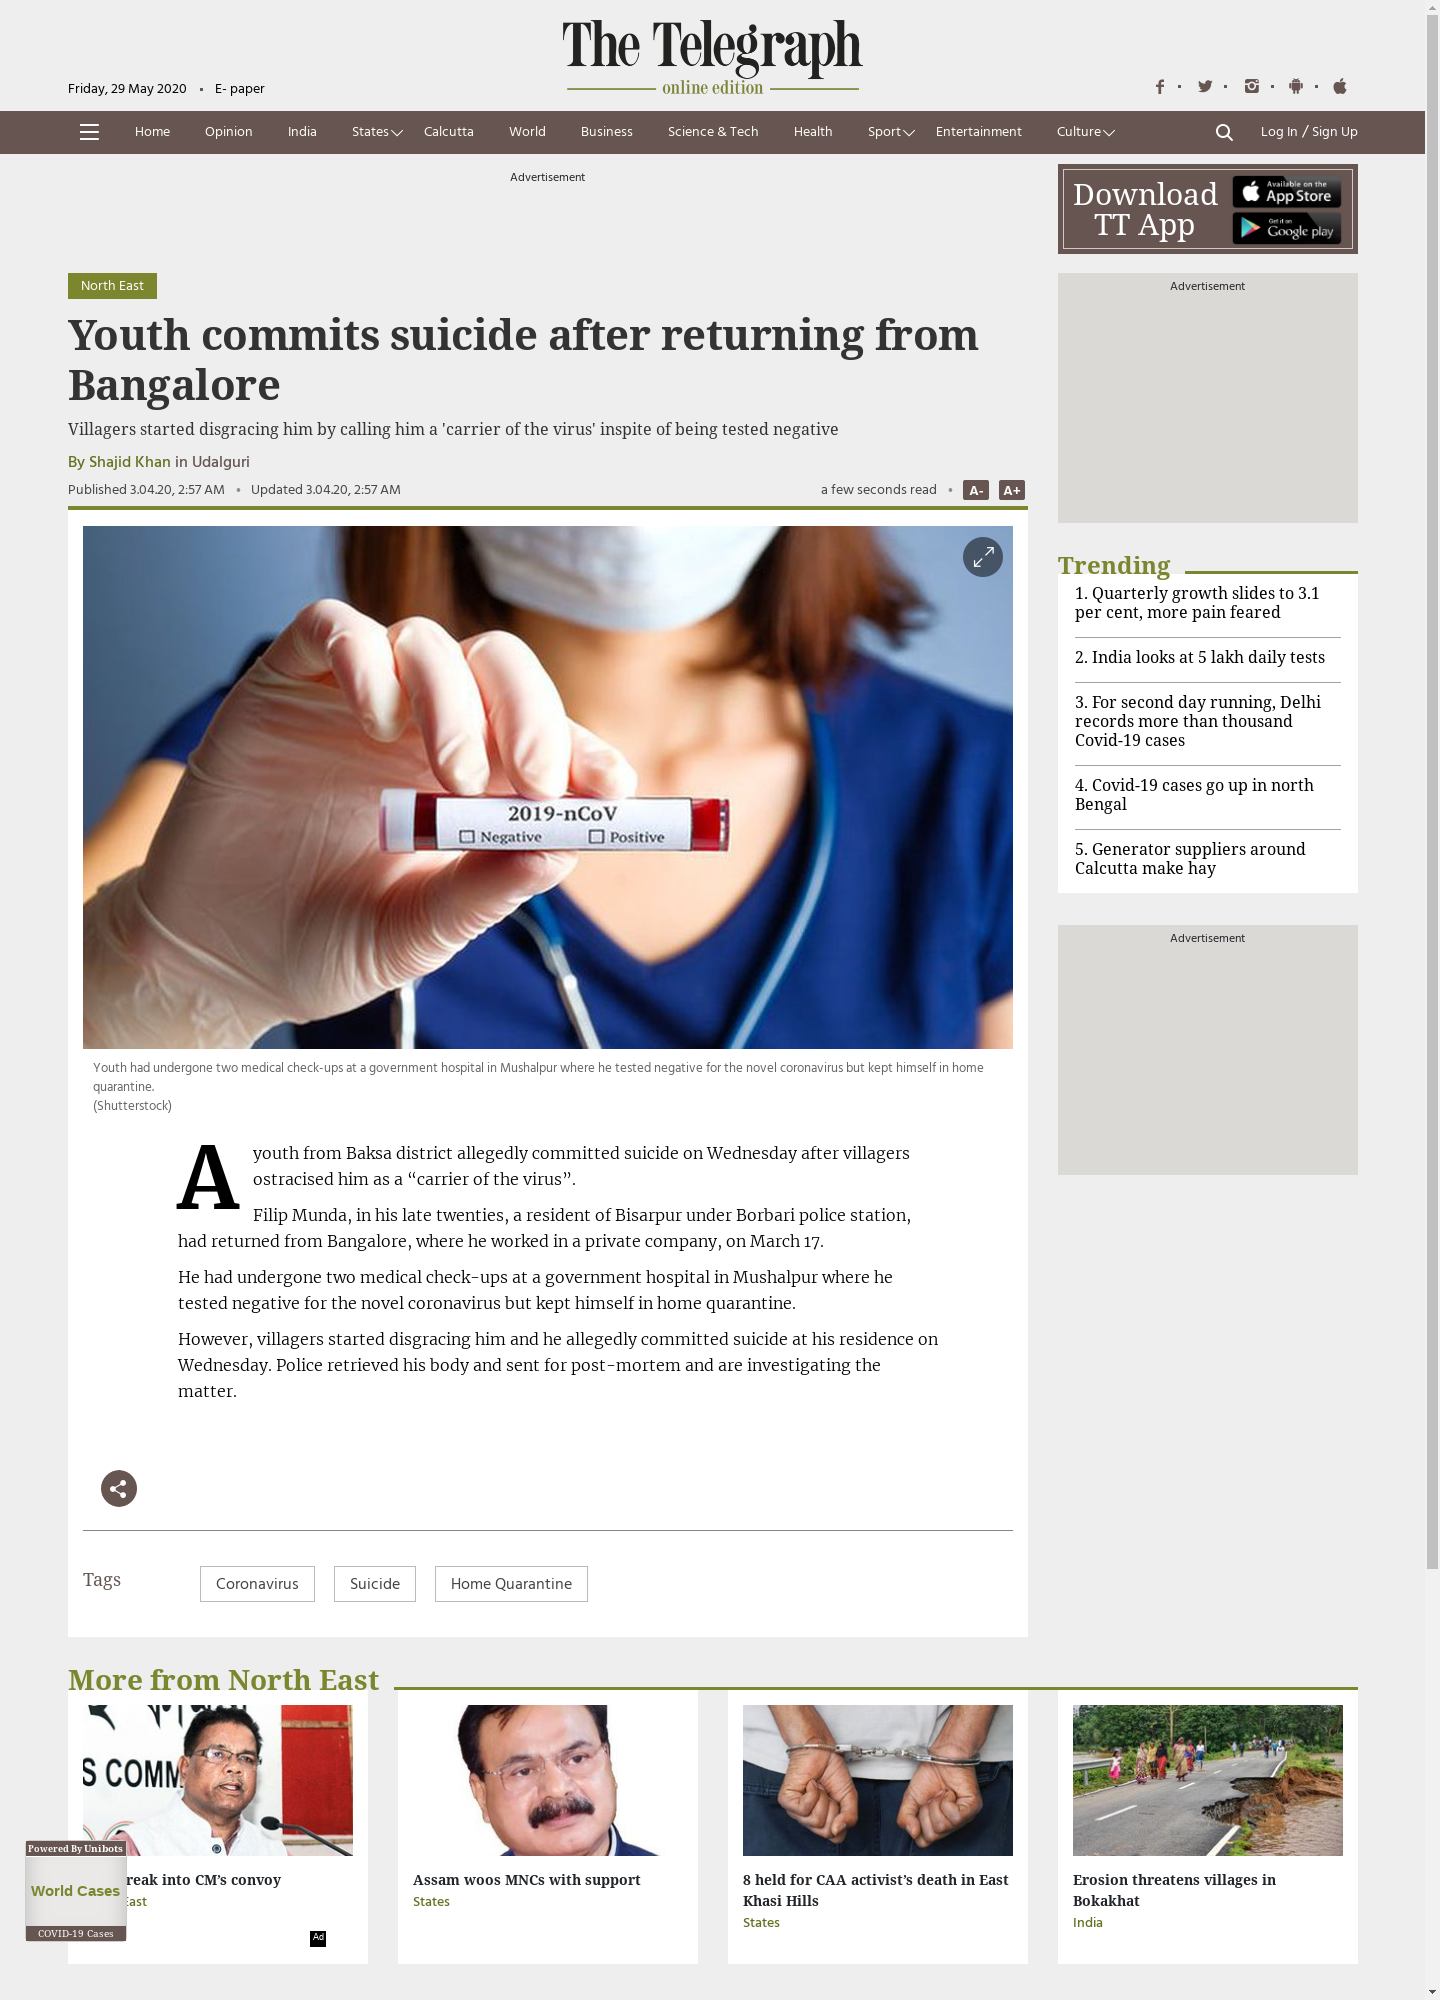 The Telegraph
online edition
Friday, 29 May 2020 • E- paper
Home Opinion India States Calcutta World Business Science & Tech Health Sport Entertainment Culture Log In / Sign Up
Advertisement
Download
TT App
Available on the
App Store
Get it on
Google play
North East
Youth commits suicide after returning from
Bangalore
Villagers started disgracing him by calling him a 'carrier of the virus' inspite of being tested negative
By Shajid Khan in Udalguri
Published 3.04.20, 2:57 AM • Updated 3.04.20, 2:57 AM
a few seconds read • A- A+
2019-nCoV
Negative Positive
Youth had undergone two medical check-ups at a government hospital in Mushalpur where he tested negative for the novel coronavirus but kept himself in home
quarantine.
(Shutterstock)
A youth from Baksa district allegedly committed suicide on Wednesday after villagers
ostracised him as a “carrier of the virus”.
Filip Munda, in his late twenties, a resident of Bisarpur under Borbari police station,
had returned from Bangalore, where he worked in a private company, on March 17.
He had undergone two medical check-ups at a government hospital in Mushalpur where he
tested negative for the novel coronavirus but kept himself in home quarantine.
However, villagers started disgracing him and he allegedly committed suicide at his residence on
Wednesday. Police retrieved his body and sent for post-mortem and are investigating the
matter.
Tags
Coronavirus
Suicide
Home Quarantine
Advertisement
Trending
1. Quarterly growth slides to 3.1
per cent, more pain feared
2. India looks at 5 lakh daily tests
3. For second day running, Delhi
records more than thousand
Covid-19 cases
4. Covid-19 cases go up in north
Bengal
5. Generator suppliers around
Calcutta make hay
Advertisement
More from North East
S COMM
reak into CM’s convoy
East
Powered By Unibots
World Cases
COVID-19 Cases
Ad
Assam woos MNCs with support
States
8 held for CAA activist’s death in East
Khasi Hills
States
Erosion threatens villages in
Bokakhat
India